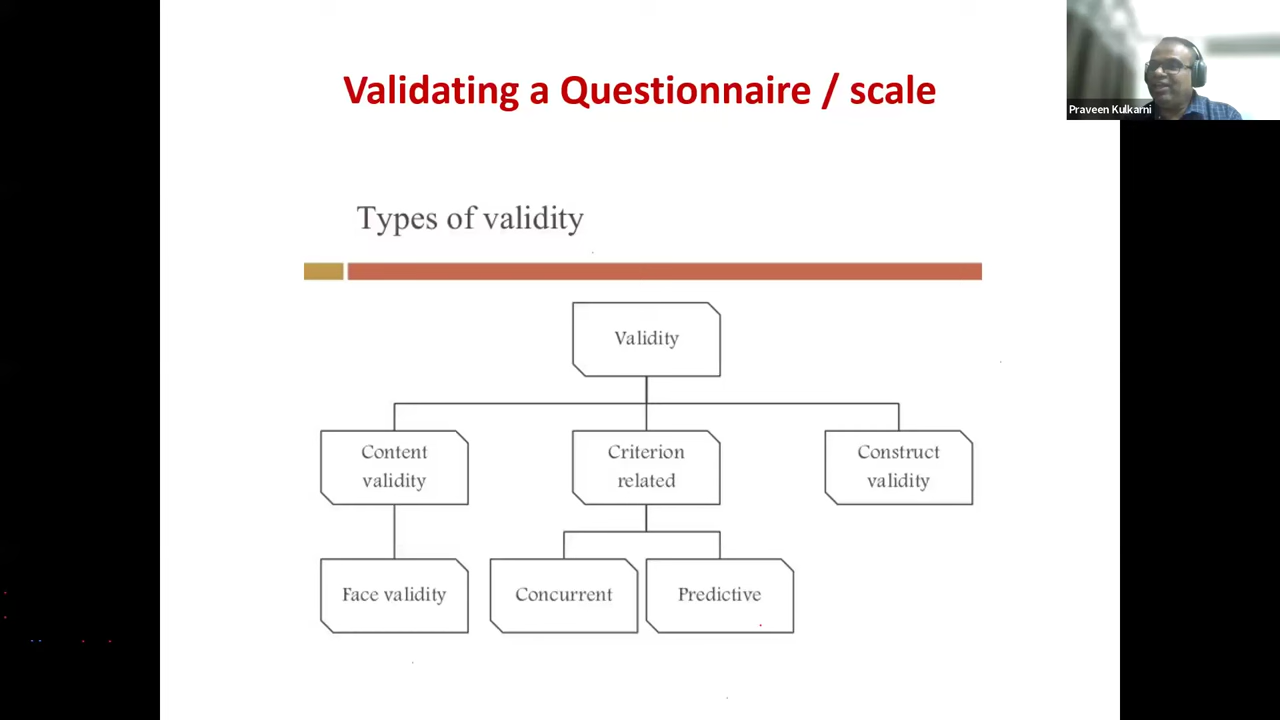 Validating a Questionnaire / scale
Praveen Kulkarni
Types of validity
Validity
Content
validity
Criterion
related
Construct
validity
Face validity
Concurrent
Predictive